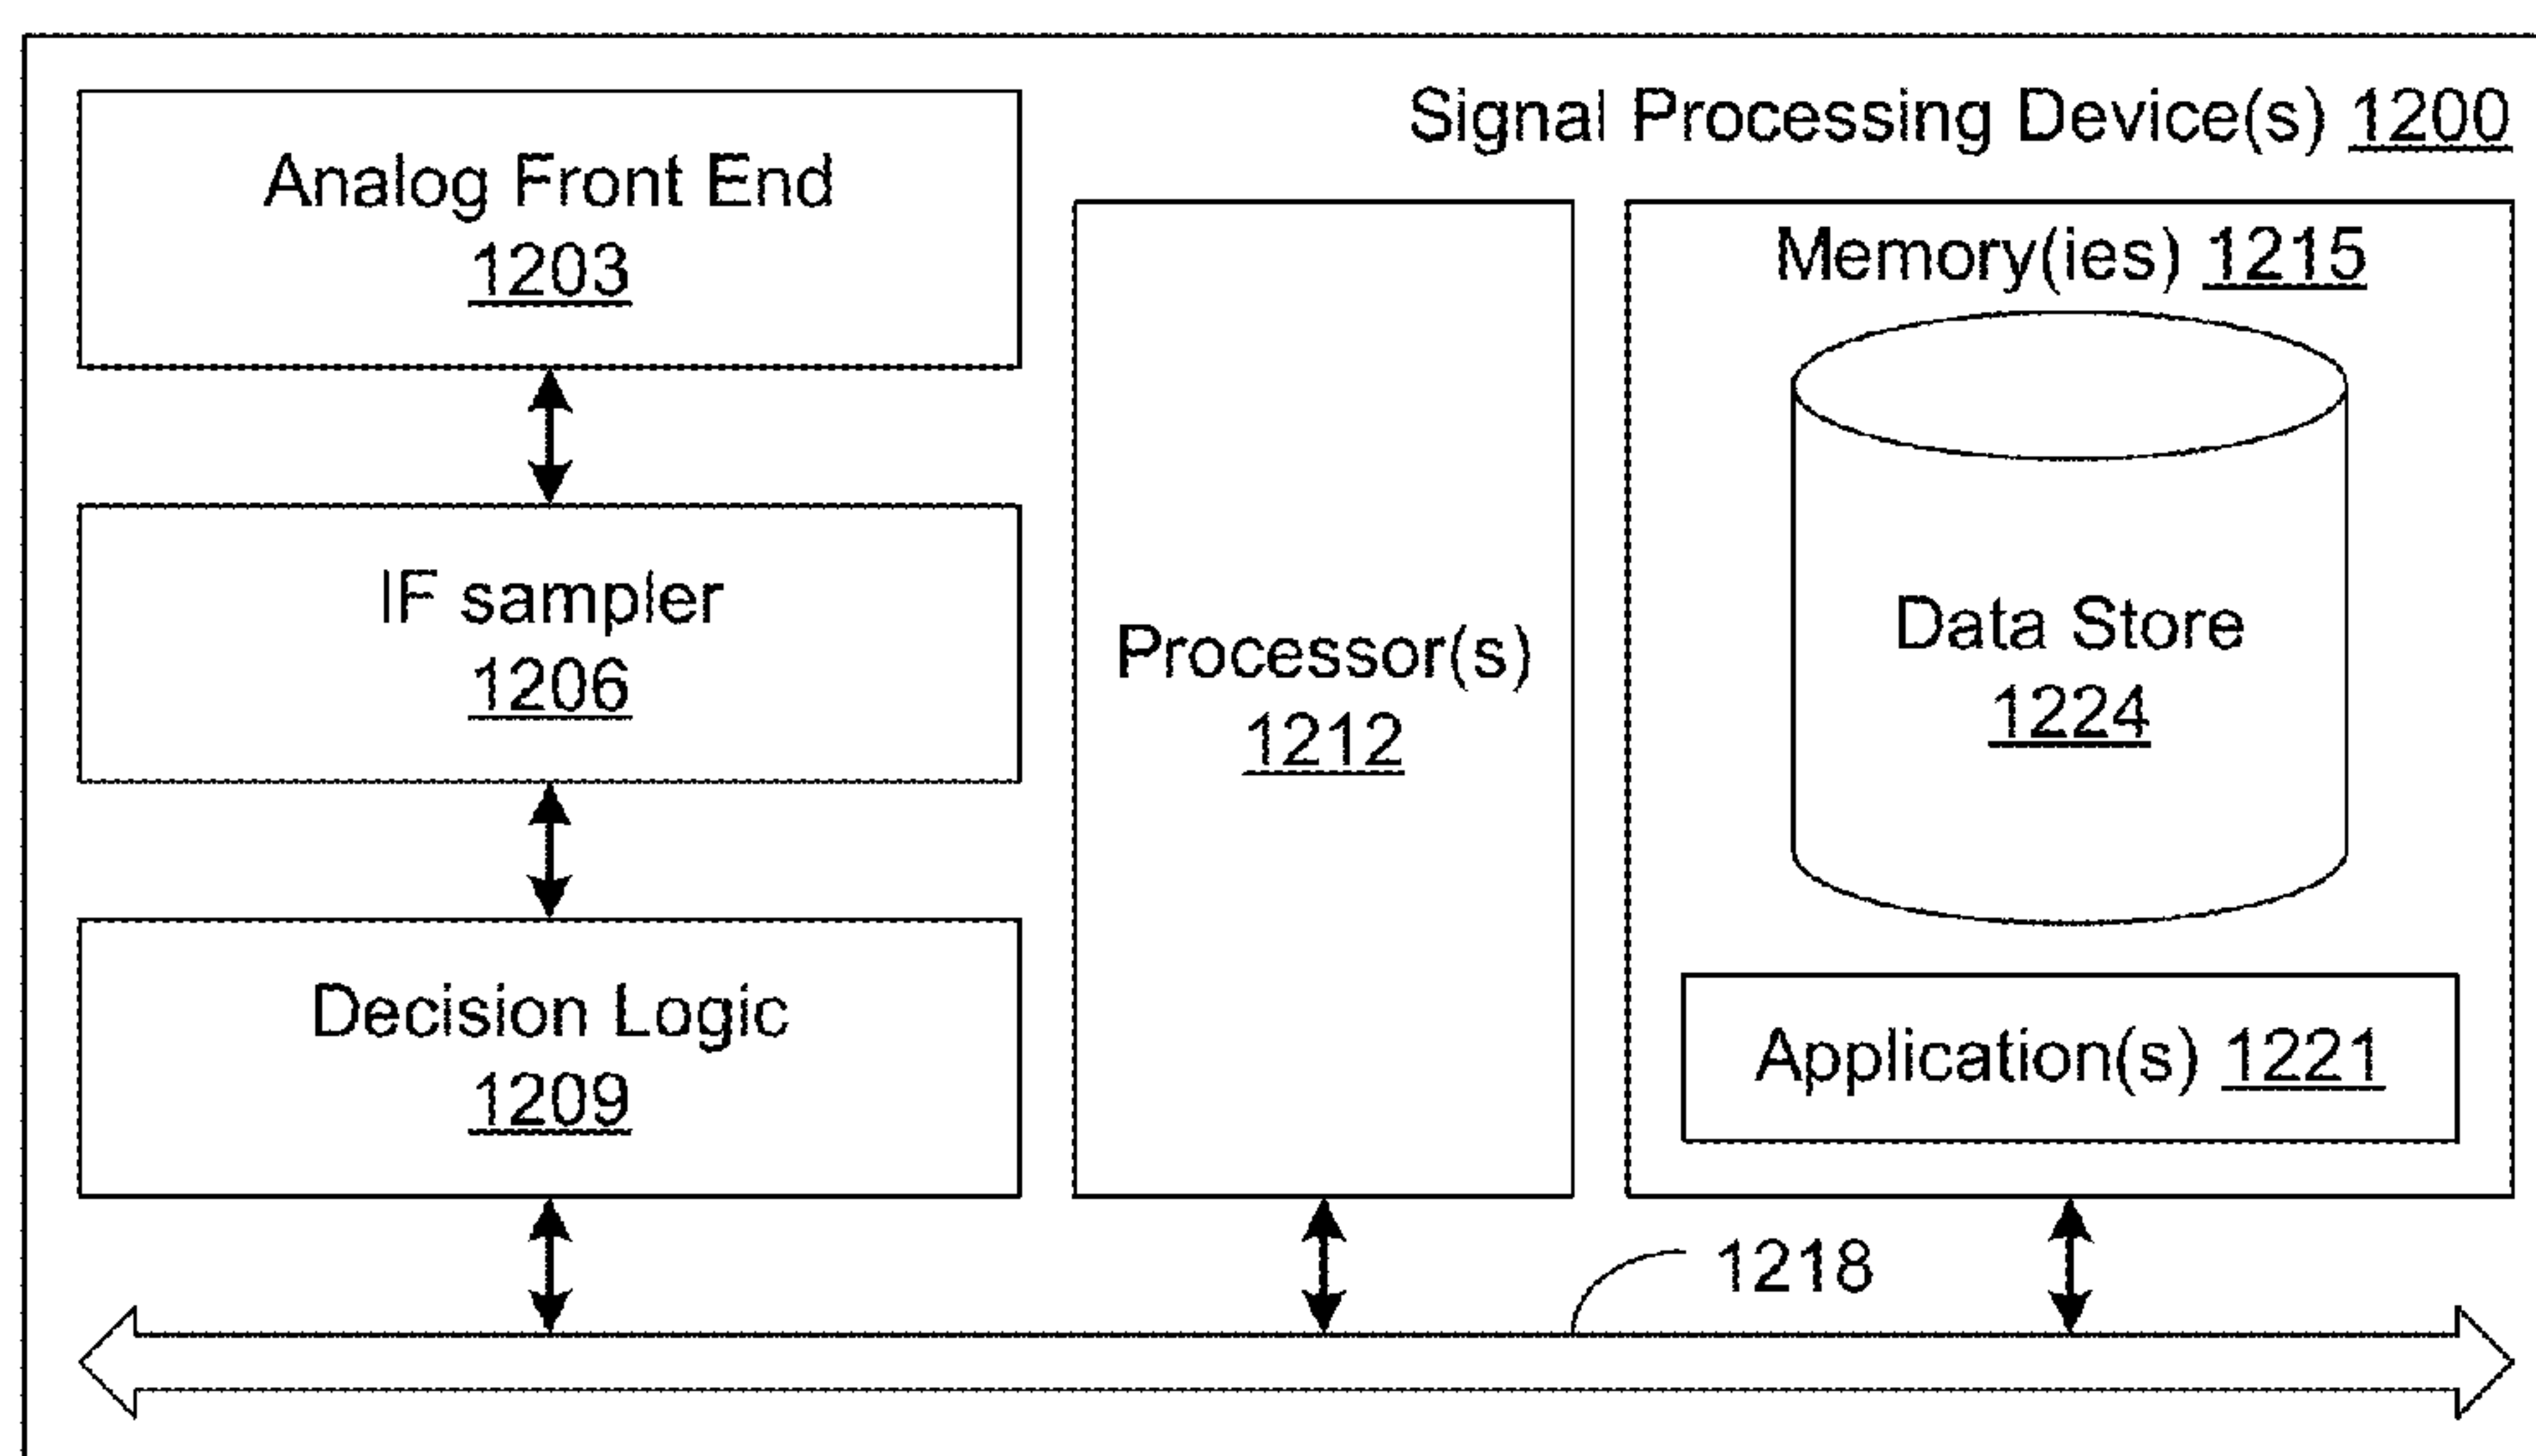 Signal Processing Device(s) 1200
Analog Front End
1203
IF sampler
1206
Decision Logic
1209
Processor(s)
1212
Memory(ies) 1215
Data Store
1224
Application(s) 1221
1218